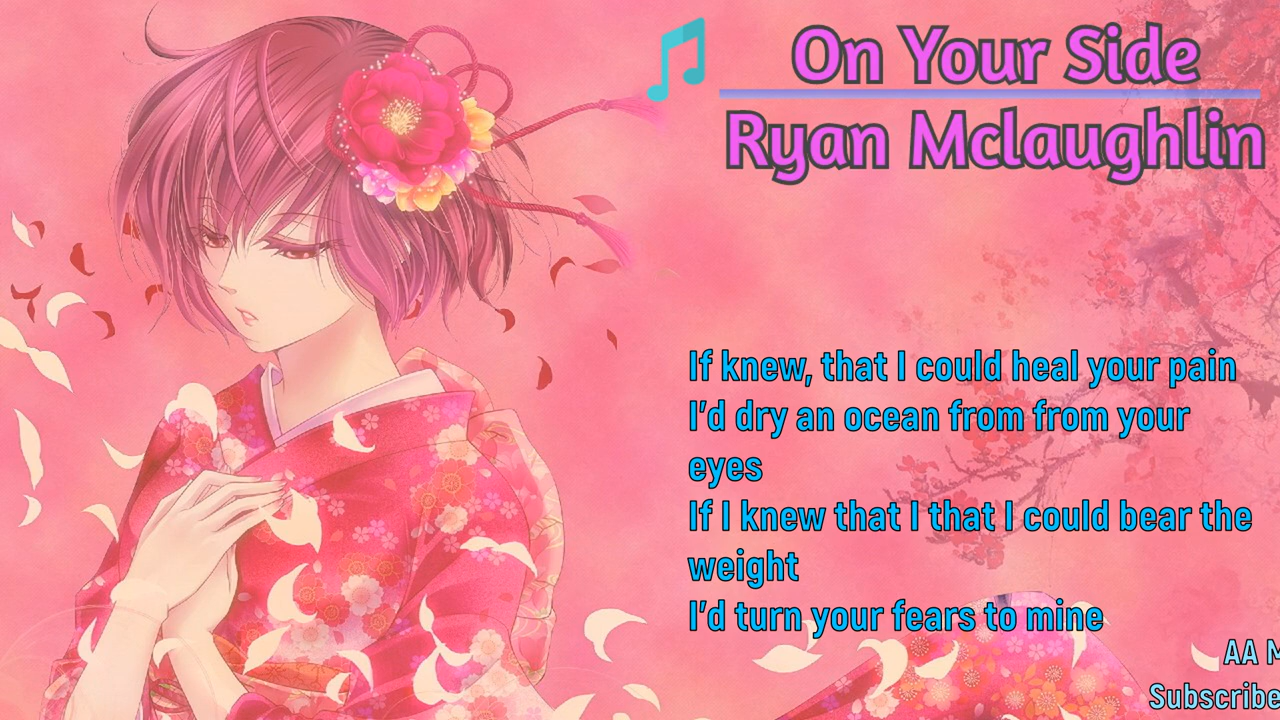 On Your Side
Ryan Mclaughlin
If knew, that I could heal your pain
I'd dry an ocean from from your
eyes
If I knew that I that I could bear the
weight
I'd turn your fears to mine
AA
Subscribe